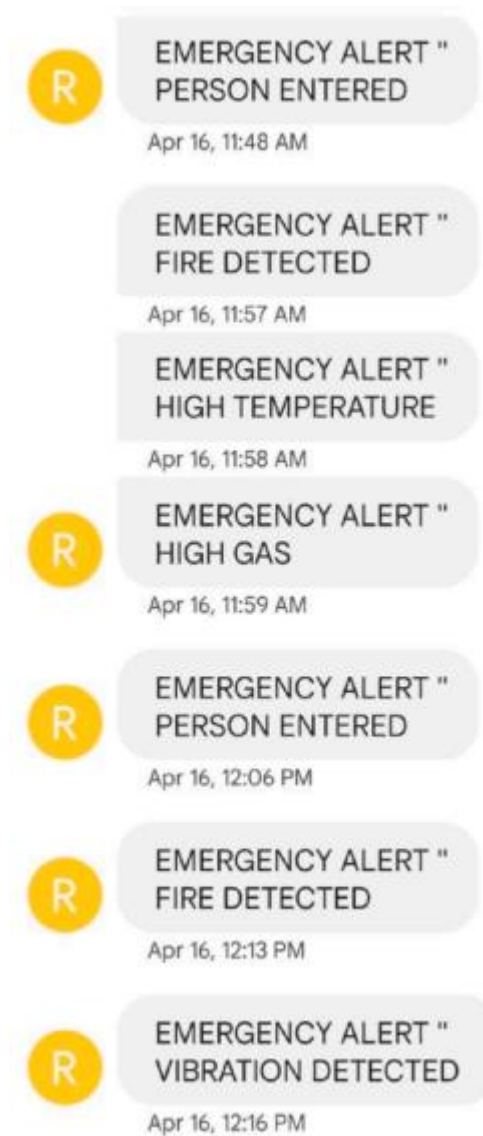 EMERGENCY ALERT "
R
PERSON ENTERED
Apr 16, 11:48 AM
EMERGENCY ALERT "
FIRE DETECTED
Apr 16, 11:57 AM
EMERGENCY ALERT "
HIGH TEMPERATURE
Apr 16, 11:58 AM
EMERGENCY ALERT "
R
HIGH GAS
Apr 16, 11:59 AM
EMERGENCY ALERT "
R
PERSON ENTERED
Apr 16, 12:06 PM
EMERGENCY ALERT "
R
FIRE DETECTED
Apr 16, 12:13 PM
EMERGENCY ALERT "
R
VIBRATION DETECTED
Apr 16, 12:16 PM